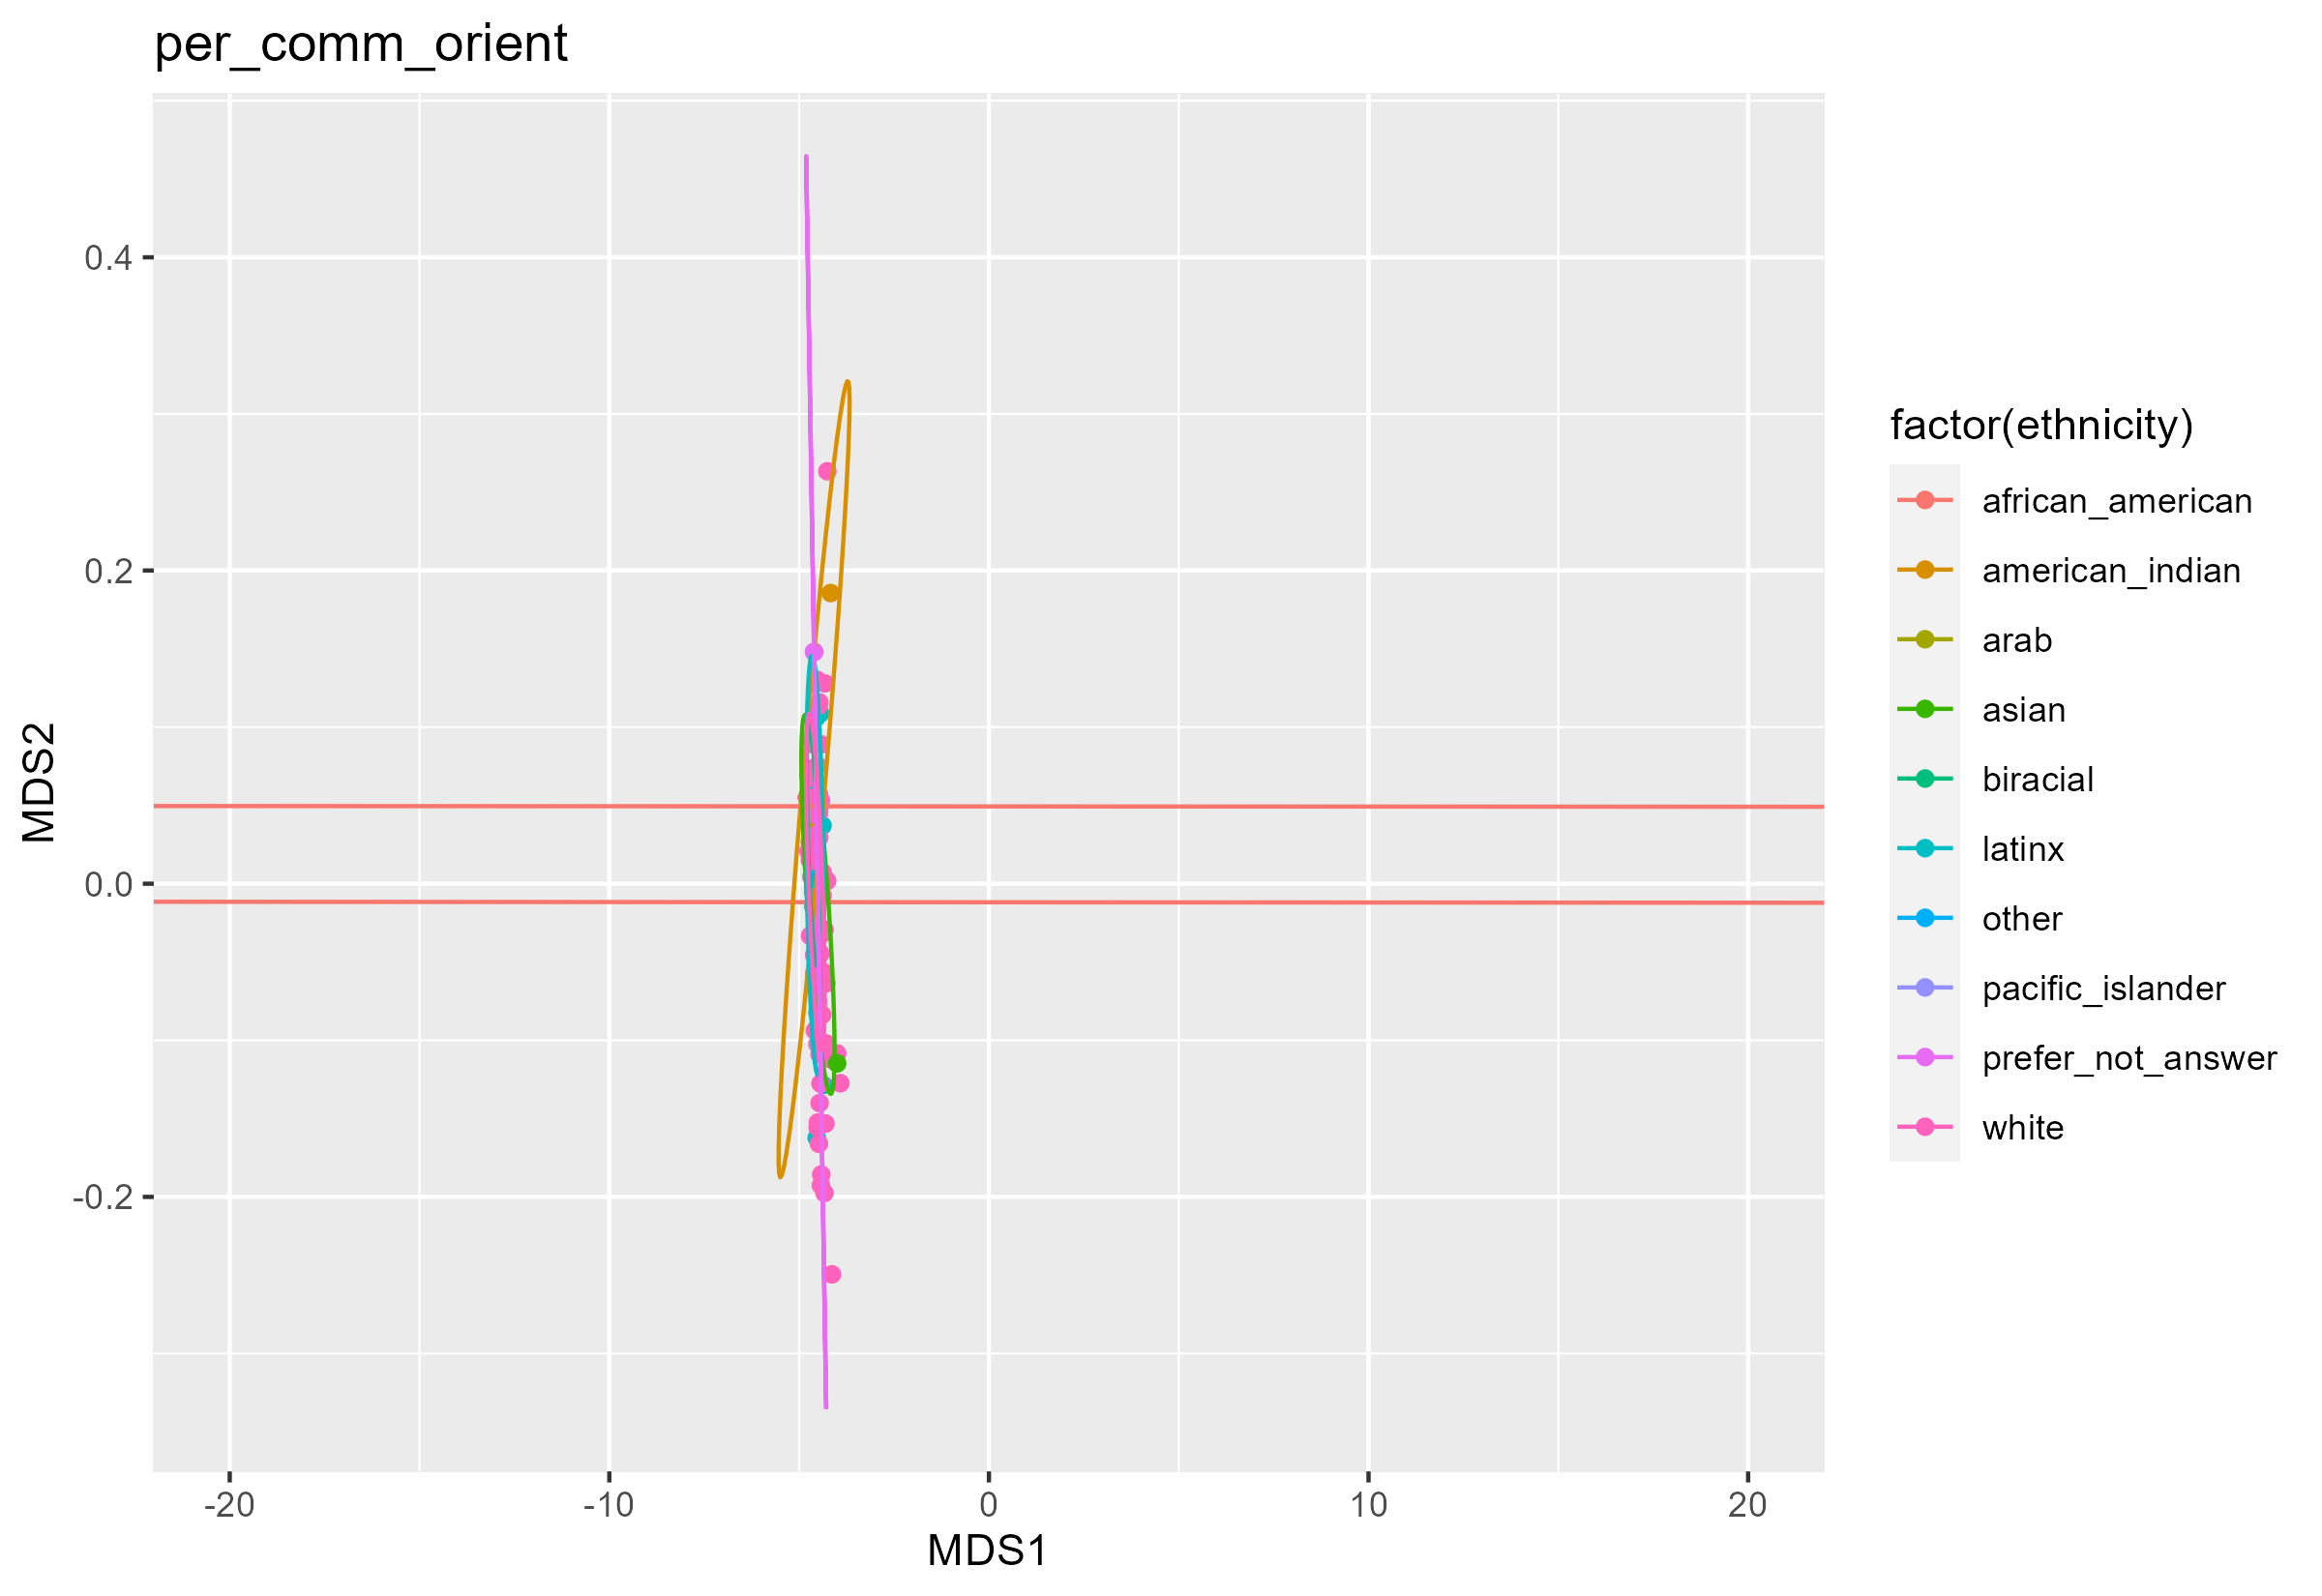 per_comm_orient
MDS2
0.4
0.2
0.0
-0.2
-20
-10
0
10
20
MDS1
factor(ethnicity)
african_american
american_indian
arab
asian
biracial
latinx
other
pacific_islander
prefer_not_answer
white